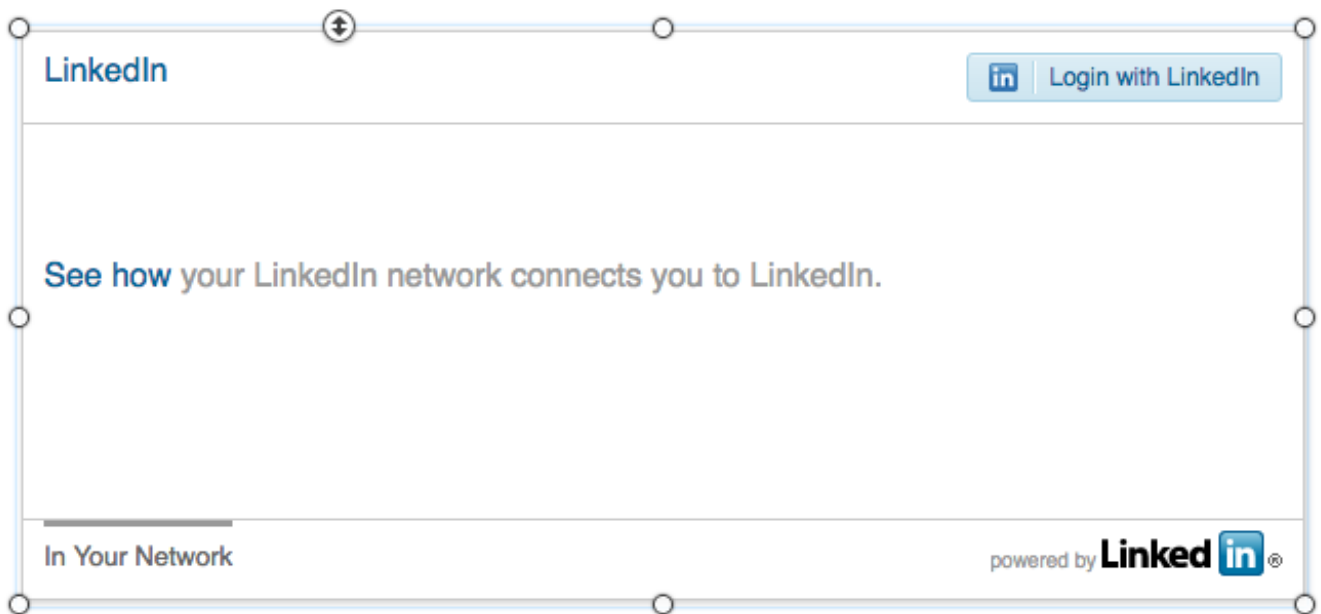 LinkedIn
in Login with LinkedIn
See how your LinkedIn network connects you to LinkedIn.
In Your Network
powered by Linked in ®